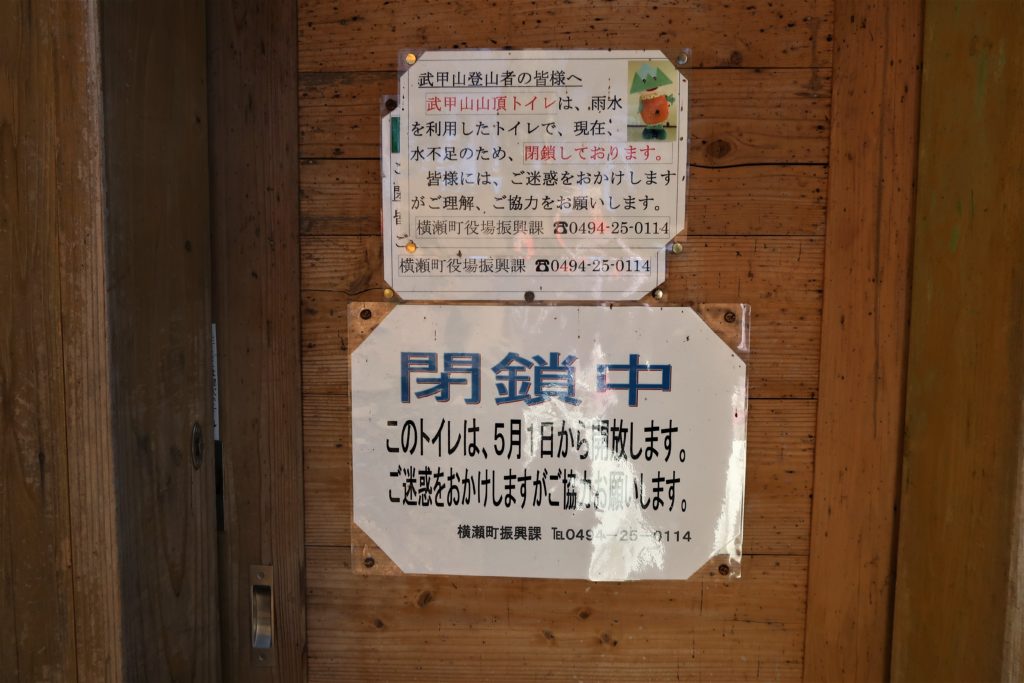 武甲山登山者の皆様へ
武甲山山頂トイレは、雨水
を利用したトイレで、現在、
水不足のため、閉鎖しております。
皆様には、ご迷惑をおかけします
がご理解、ご協力をお願いします。
横瀬町役場振興課 ☎0494-25-0114
横瀬町役場振興課 ☎0494-25-0114
閉鎖中
このトイレは、5月1日から開放します。
ご迷惑をおかけしますがご協力お願いします。
横瀬町振興課 ℡0494-25-0114